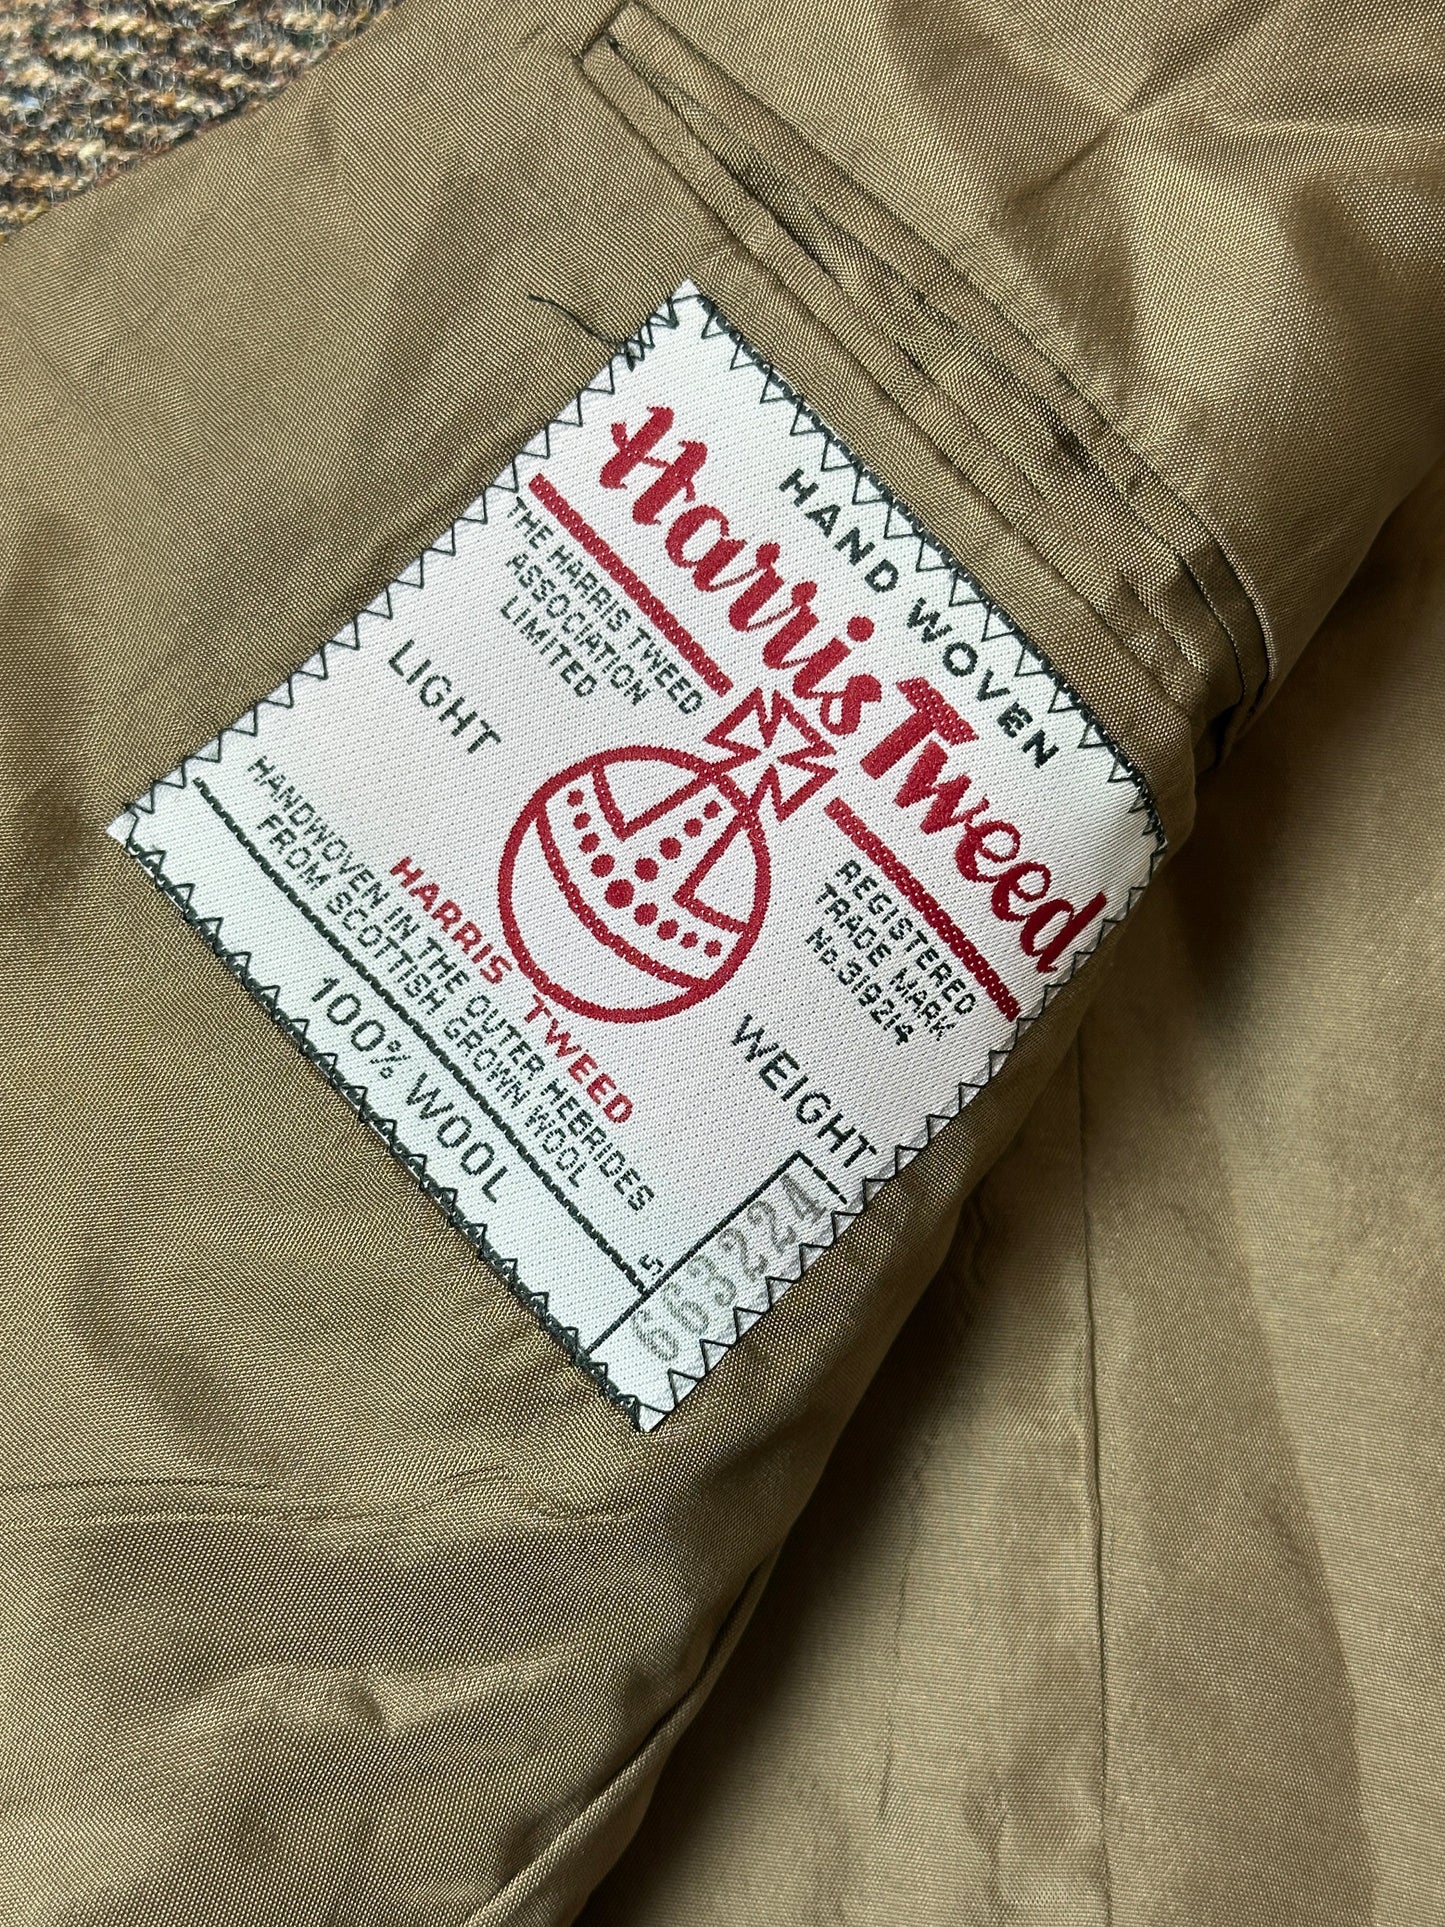 HAND WOVEN
Harris Tweed
THE HARRIS TWEED
ASSOCIATION
LIMITED
REGISTERED
TRADE MARK
No.319214
LIGHT
WEIGHT
HARRIS TWEED
HANDWOVEN IN THE OUTER HEBRIDES
FROM SCOTTISH GROWN WOOL
5
100% WOOL
663224